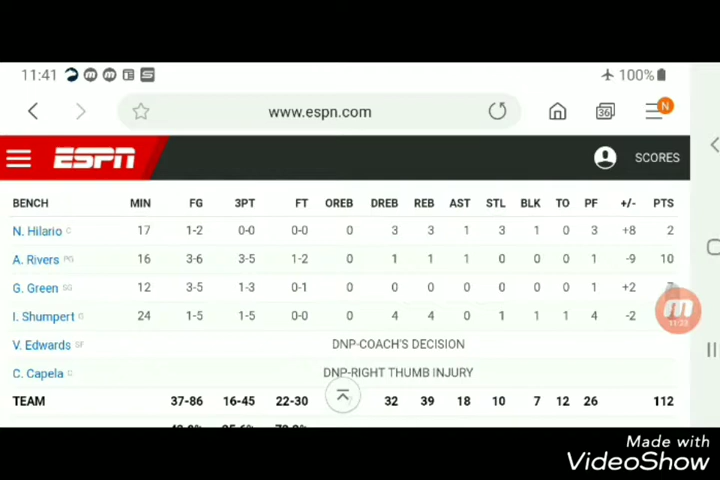 11:41 100%
www.espn.com 36 N
ESPN SCORES
BENCH MIN FG 3PT FT OREB DREB REB AST STL BLK TO PF +/- PTS
N. Hilario C 17 1-2 0-0 0-0 0 3 3 1 3 1 0 3 +8 2
A. Rivers PG 16 3-6 3-5 1-2 0 1 1 1 0 0 0 1 -9 10
G. Green SG 12 3-5 1-3 0-1 0 0 0 0 0 0 0 1 +2
I. Shumpert G 24 1-5 1-5 0-0 0 4 4 0 1 1 1 4 -2
11:22
V. Edwards SF DNP-COACH'S DECISION
C. Capela C DNP-RIGHT THUMB INJURY
TEAM 37-86 16-45 22-30 32 39 18 10 7 12 26 112
Made with
VideoShow